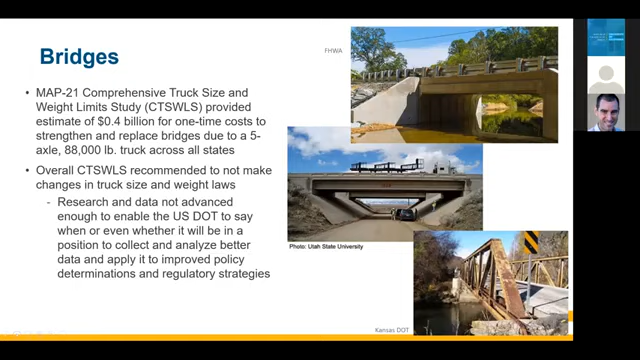 Bridges
FHWA
• MAP-21 Comprehensive Truck Size and
Weight Limits Study (CTSWLS) provided
estimate of $0.4 billion for one-time costs to
strengthen and replace bridges due to a 5-
axle, 88,000 lb. truck across all states
• Overall CTSWLS recommended to not make
changes in truck size and weight laws
- Research and data not advanced
enough to enable the US DOT to say
when or even whether it will be in a
position to collect and analyze better
data and apply it to improved policy
determinations and regulatory strategies
Photo: Utah State University
Kansas DOT